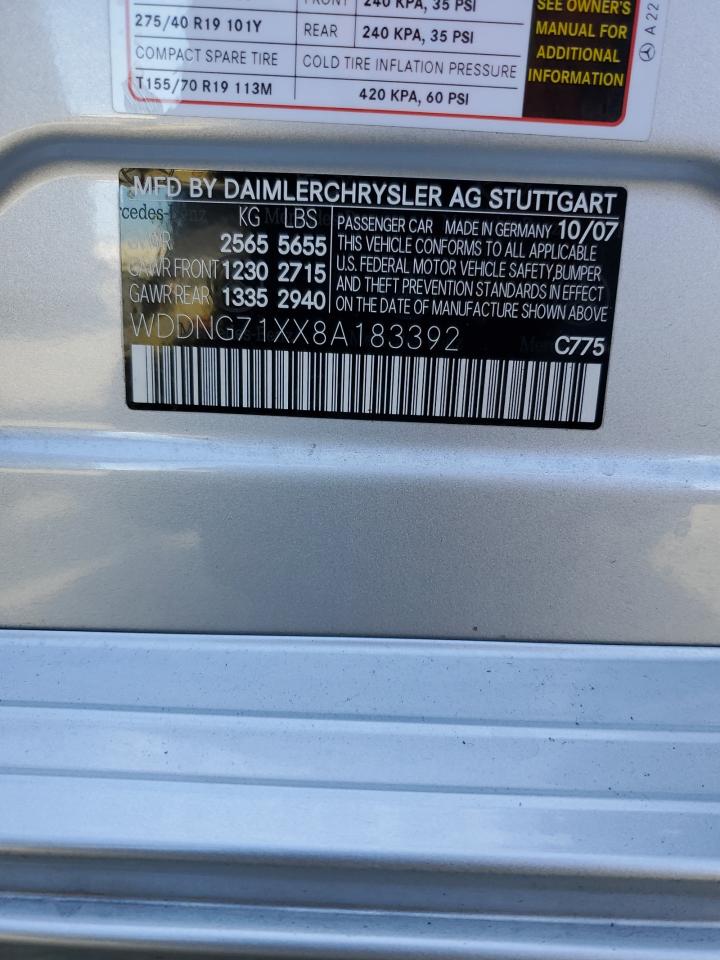 FRONT 240 KPA, 35 PSI
275/40 R19 101Y REAR 240 KPA, 35 PSI
COMPACT SPARE TIRE COLD TIRE INFLATION PRESSURE
T155/70 R19 113M 420 KPA, 60 PSI
SEE OWNER'S
MANUAL FOR
ADDITIONAL
INFORMATION
A 22
MFD BY DAIMLERCHRYSLER AG STUTTGART
KG LBS
GVWR 2565 5655
GAWR FRONT 1230 2715
GAWR REAR 1335 2940
PASSENGER CAR MADE IN GERMANY 10/07
THIS VEHICLE CONFORMS TO ALL APPLICABLE
U.S. FEDERAL MOTOR VEHICLE SAFETY,BUMPER,
AND THEFT PREVENTION STANDARDS IN EFFECT
ON THE DATE OF MANUFACTURE SHOWN ABOVE
WDDNG71XX8A183392
C775